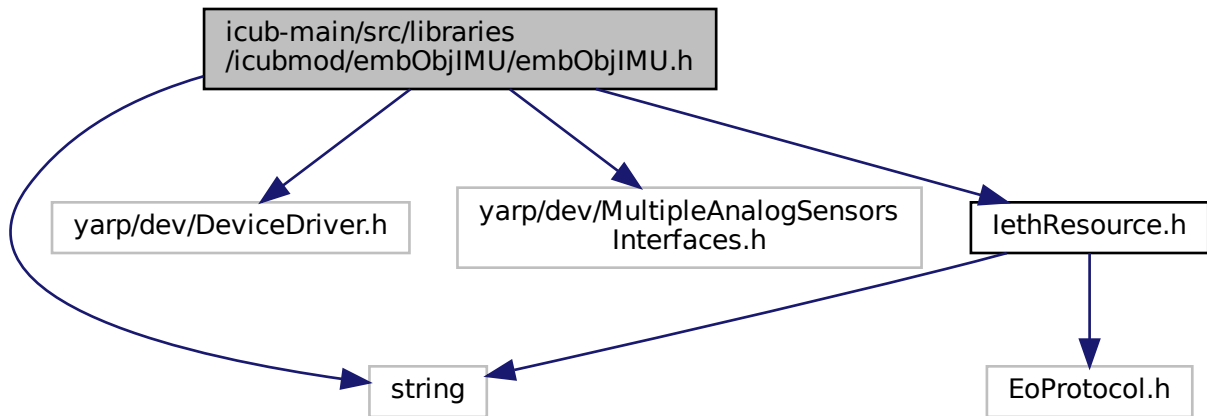 icub-main/src/libraries
/icubmod/embObjIMU/embObjIMU.h
yarp/dev/DeviceDriver.h
yarp/dev/MultipleAnalogSensors
Interfaces.h
IethResource.h
string
EoProtocol.h